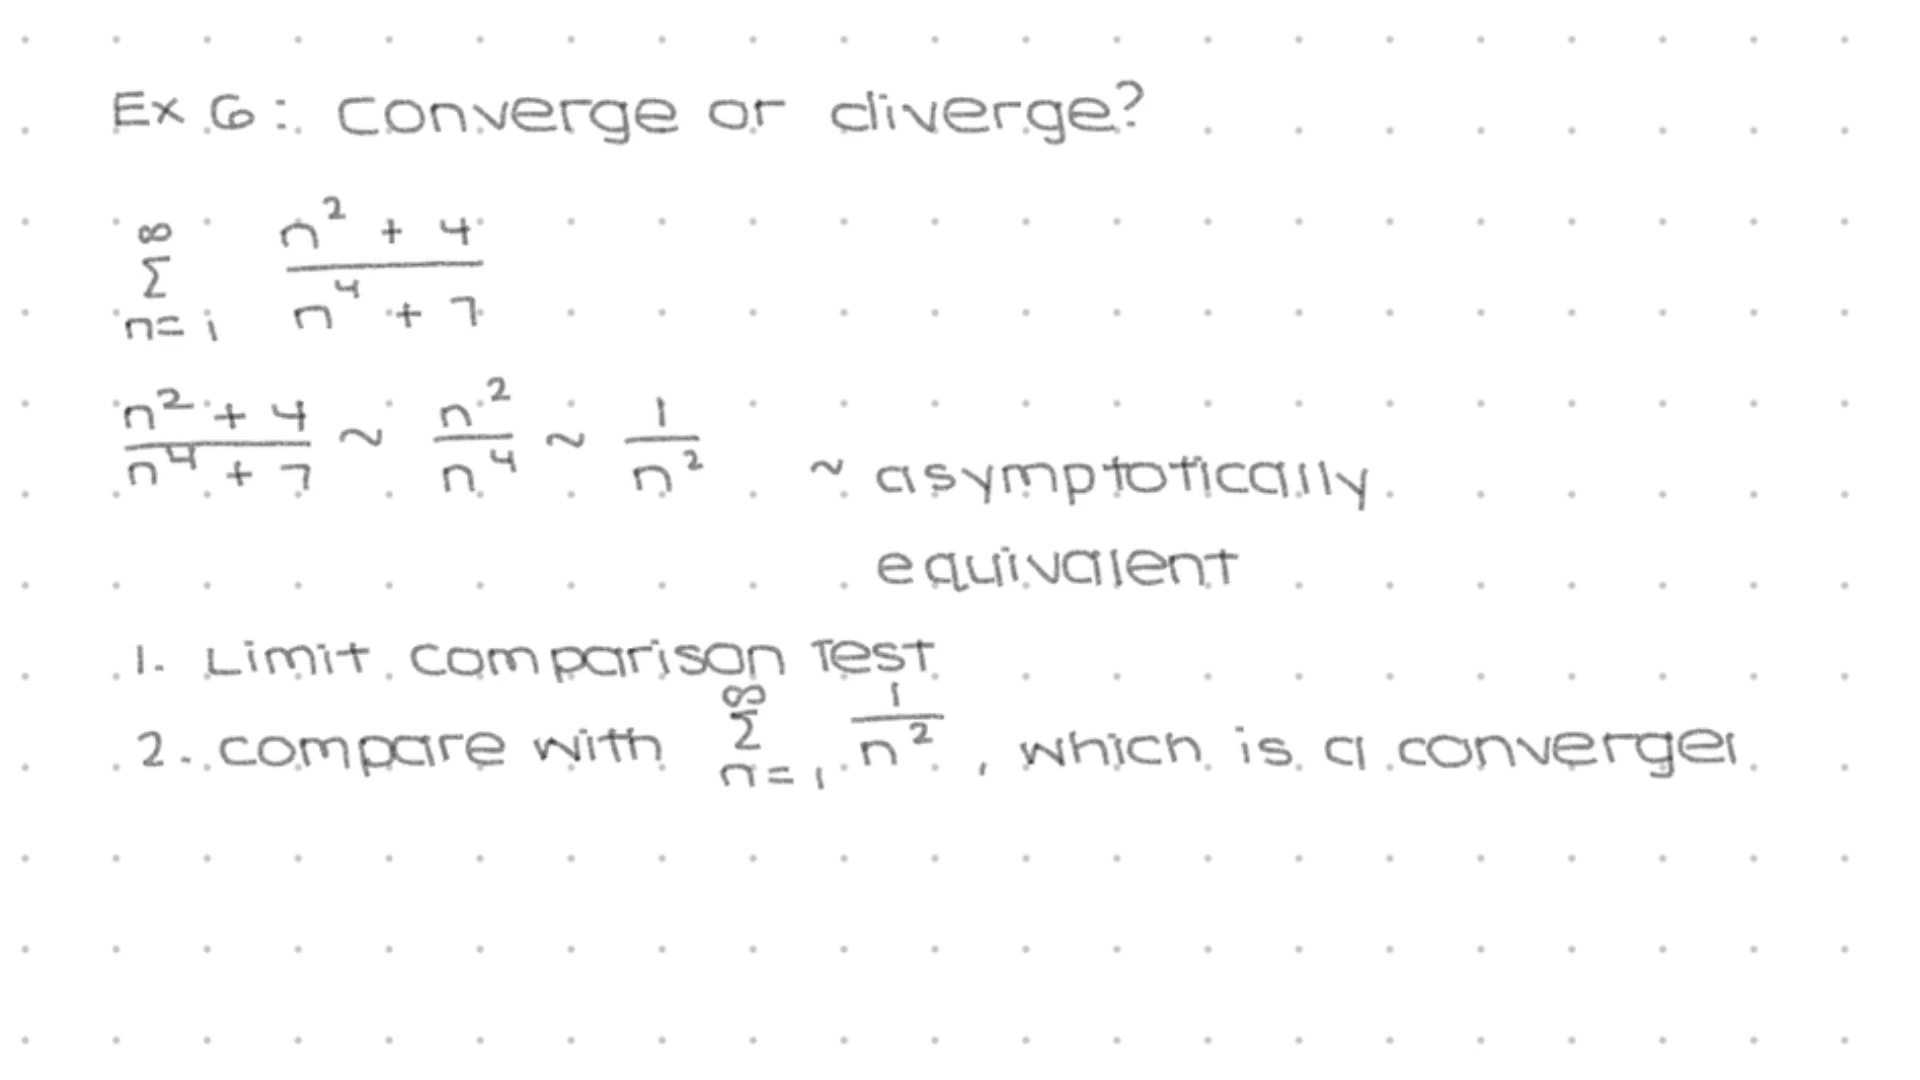 Ex 6: Converge or diverge?
∞
Σ
n=1
n² + 4
n⁴ + 7
n² + 4 / n⁴ + 7 ~ n² / n⁴ ~ 1 / n²
~ asymptotically
equivalent
1. Limit comparison Test
2. compare with ∞ Σ n=1 1 / n² , which is a converger